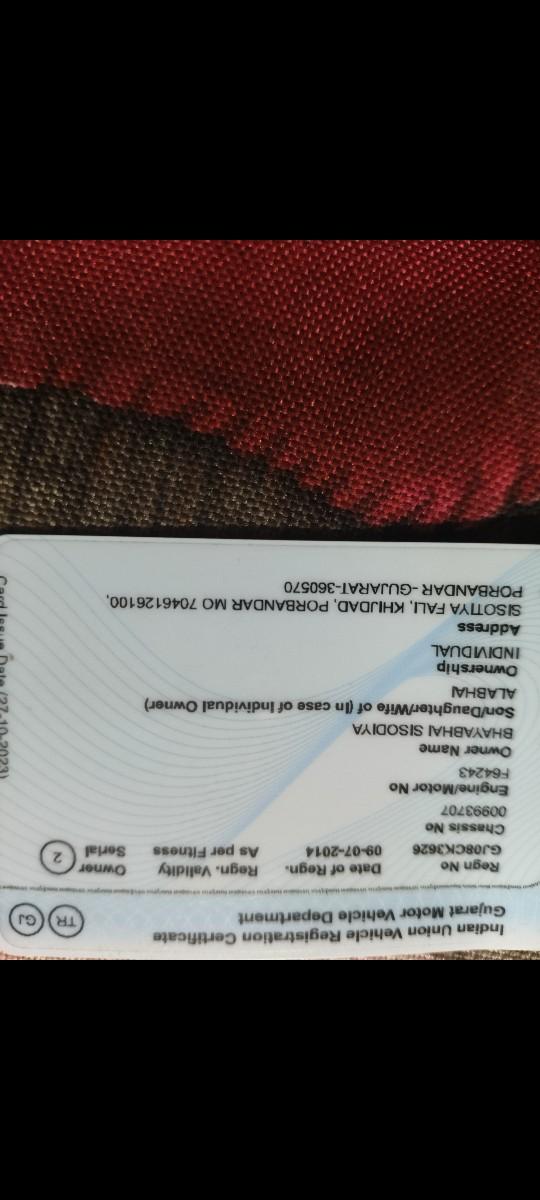 Indian Union Vehicle Registration Certificate
Gujarat Motor Vehicle Department
TR GJ
Regn No Date of Regn. Regn. Validity Owner
GJ08CK3626 09-07-2014 As per Fitness Serial 2
Chassis No
00993707
Engine/Motor No
F64243
Owner Name
BHAYABHAI SISODIYA
Son/Daughter/Wife of (In case of Individual Owner)
ALABHAI
Ownership
INDIVIDUAL
Address
SISOTIYA FALI, KHIJDAD, PORBANDAR MO 7046126100,
PORBANDAR -GUJARAT-360570
Card Issue Date (27-10-2023)